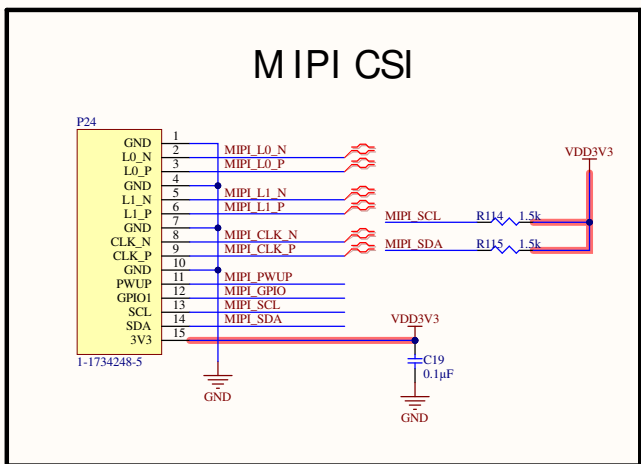 MIPI CSI
P24
GND 1
L0_N 2 MIPI_L0_N
L0_P 3 MIPI_L0_P
GND 4
L1_N 5 MIPI_L1_N
L1_P 6 MIPI_L1_P
GND 7
CLK_N 8 MIPI_CLK_N
CLK_P 9 MIPI_CLK_P
GND 10
PWUP 11 MIPI_PWUP
GPIO1 12 MIPI_GPIO
SCL 13 MIPI_SCL
SDA 14 MIPI_SDA
3V3 15
1-1734248-5
GND
VDD3V3
C19
0.1µF
GND
VDD3V3
MIPI_SCL R114 1.5k
MIPI_SDA R115 1.5k